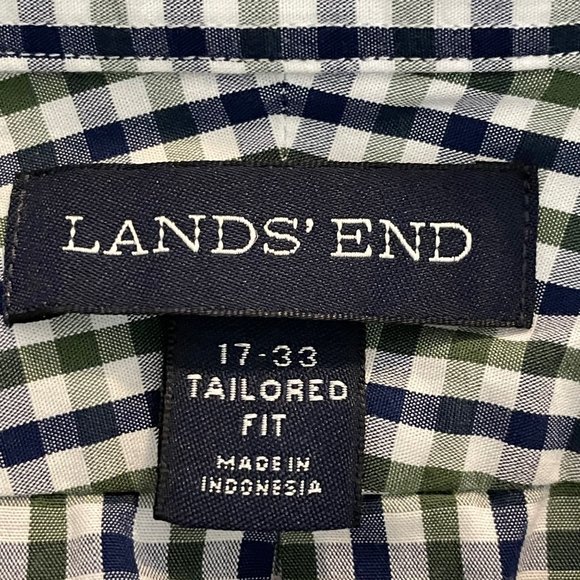 LANDS' END
17-33
TAILORED
FIT
MADE IN
INDONESIA